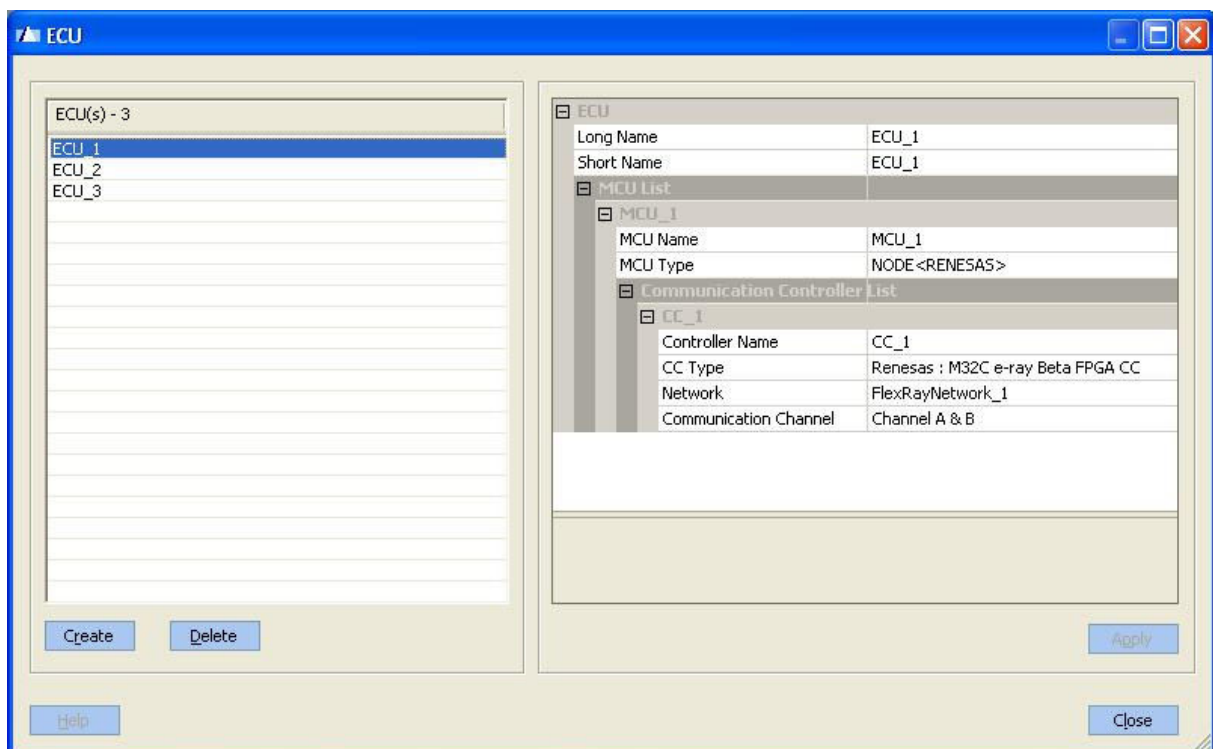 ECU
ECU(s) - 3
ECU_1
ECU_2
ECU_3
Create
Delete
ECU
Long Name ECU_1
Short Name ECU_1
MCU List
MCU_1
MCU Name MCU_1
MCU Type NODE<RENESAS>
Communication Controller List
CC_1
Controller Name CC_1
CC Type Renesas : M32C e-ray Beta FPGA CC
Network FlexRayNetwork_1
Communication Channel Channel A & B
Apply
Help
Close